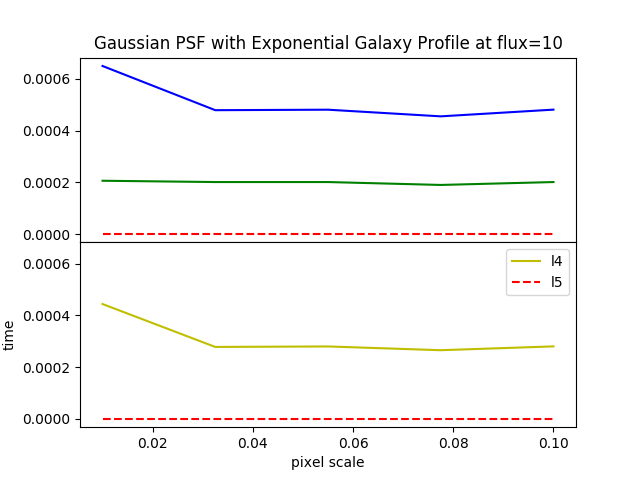 Gaussian PSF with Exponential Galaxy Profile at flux=10
0.0006
0.0004
0.0002
0.0000
0.0006
0.0004
0.0002
0.0000
time
l4
l5
0.02 0.04 0.06 0.08 0.10
pixel scale